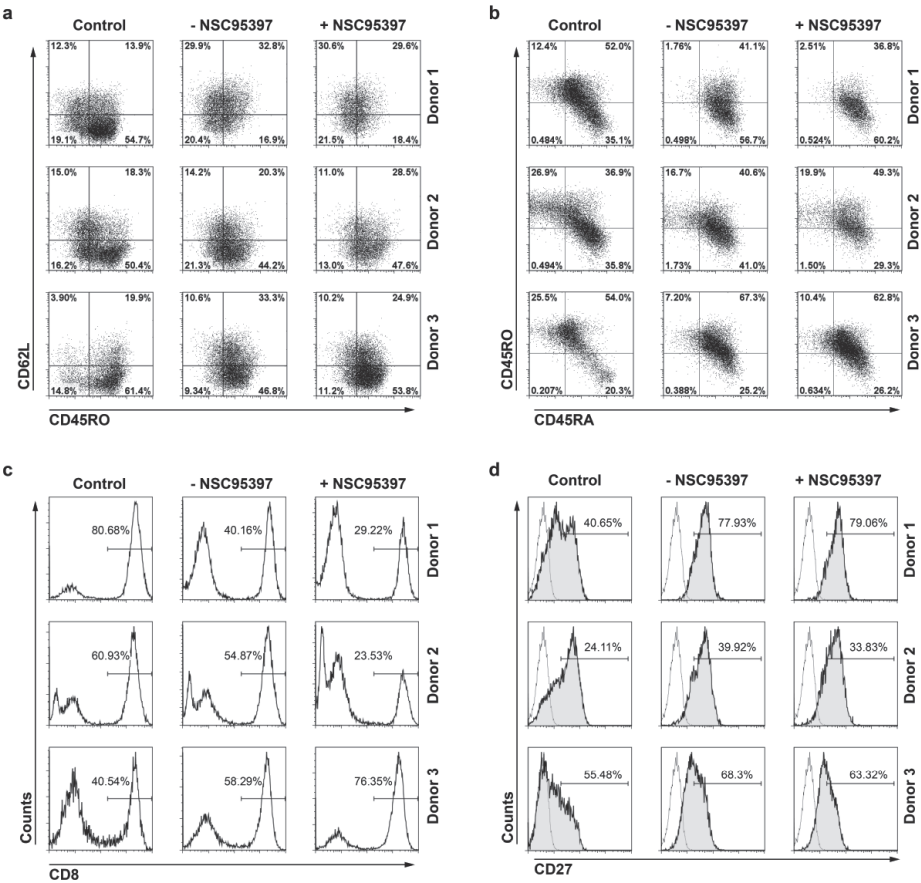 a
Control - NSC95397 + NSC95397
12.3% 13.9% 29.9% 32.8% 30.6% 29.6%
Donor 1
19.1% 54.7% 20.4% 16.9% 21.5% 18.4%
15.0% 18.3% 14.2% 20.3% 11.0% 28.5%
Donor 2
16.2% 50.4% 21.3% 44.2% 13.0% 47.6%
3.90% 19.9% 10.6% 33.3% 10.2% 24.9%
Donor 3
14.8% 61.4% 9.34% 46.8% 11.2% 53.8%
CD62L
CD45RO
b
Control - NSC95397 + NSC95397
12.4% 52.0% 1.76% 41.1% 2.51% 36.8%
Donor 1
0.484% 35.1% 0.498% 56.7% 0.524% 60.2%
26.9% 36.9% 16.7% 40.6% 19.9% 49.3%
Donor 2
0.494% 35.8% 1.73% 41.0% 1.50% 29.3%
25.5% 54.0% 7.20% 67.3% 10.4% 62.8%
Donor 3
0.207% 20.3% 0.388% 25.2% 0.634% 26.2%
CD45RO
CD45RA
c
Control - NSC95397 + NSC95397
80.68% 40.16% 29.22%
Donor 1
60.93% 54.87% 23.53%
Donor 2
40.54% 58.29% 76.35%
Donor 3
Counts
CD8
d
Control - NSC95397 + NSC95397
40.65% 77.93% 79.06%
Donor 1
24.11% 39.92% 33.83%
Donor 2
55.48% 68.3% 63.32%
Donor 3
Counts
CD27